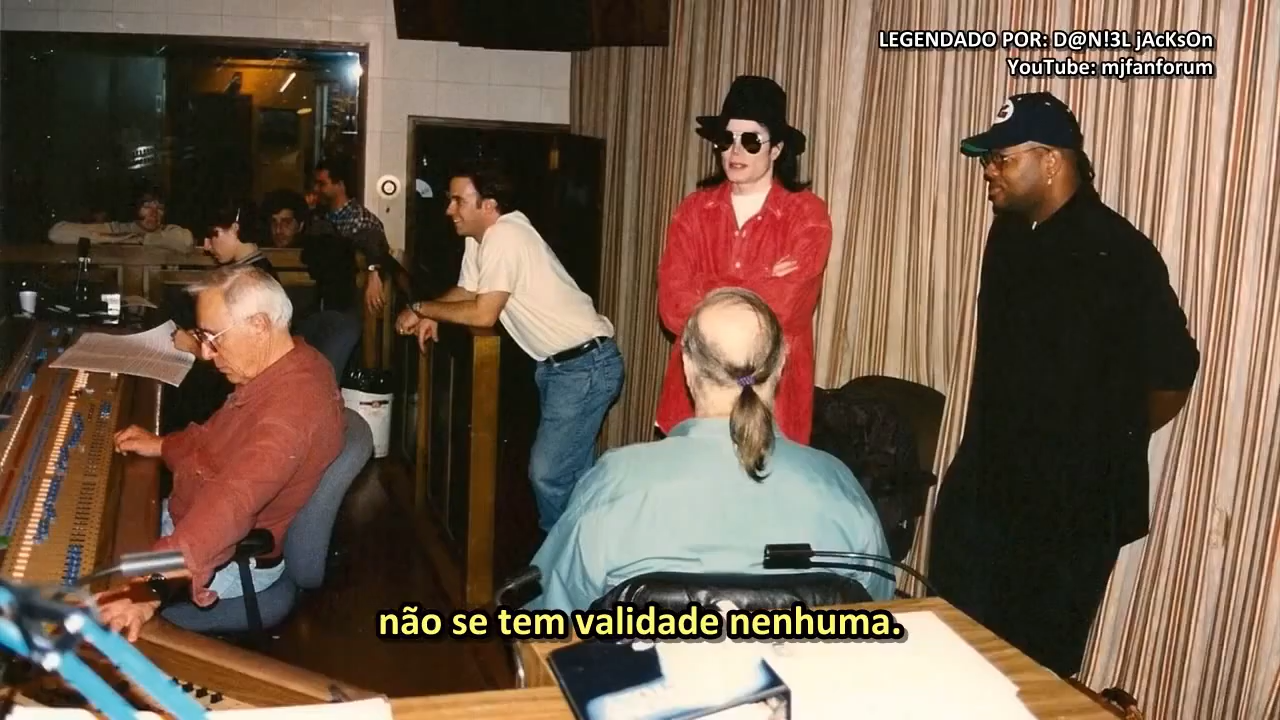 LEGENDADO POR: D@N!3L jAcKsOn
YouTube: mjfanforum
não se tem validade nenhuma.